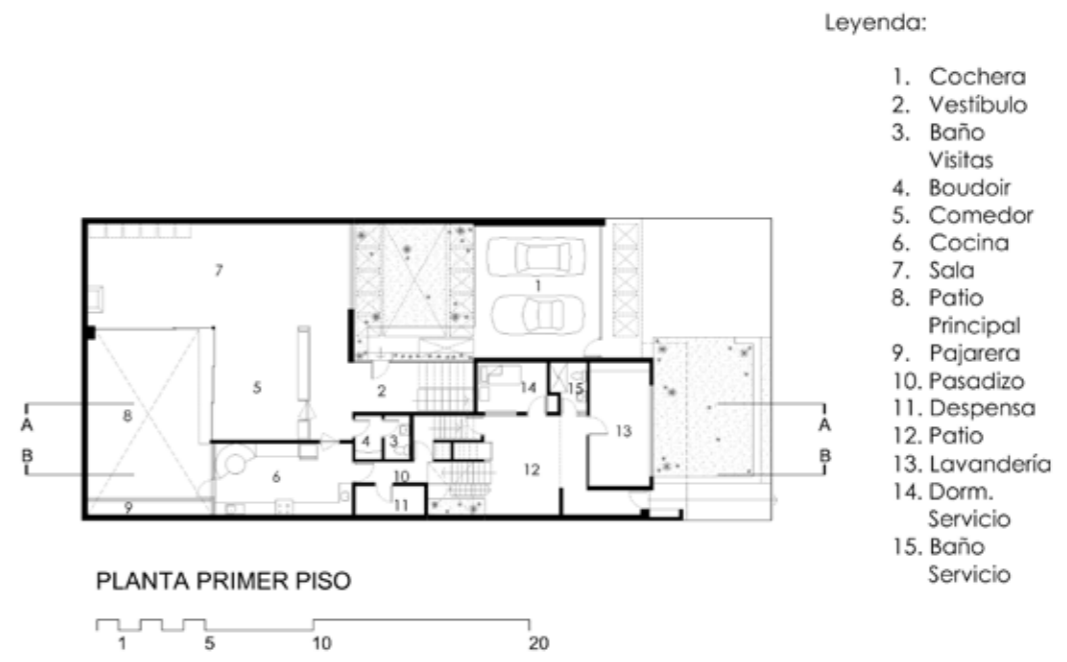 Leyenda:
1. Cochera
2. Vestíbulo
3. Baño
Visitas
4. Boudoir
5. Comedor
6. Cocina
7. Sala
8. Patio
Principal
9. Pajarera
10. Pasadizo
11. Despensa
12. Patio
13. Lavandería
14. Dorm.
Servicio
15. Baño
Servicio
7
1
2
14
15
5
8
A
A
4
3
13
B
B
6
10
12
11
9
PLANTA PRIMER PISO
1 5 10 20